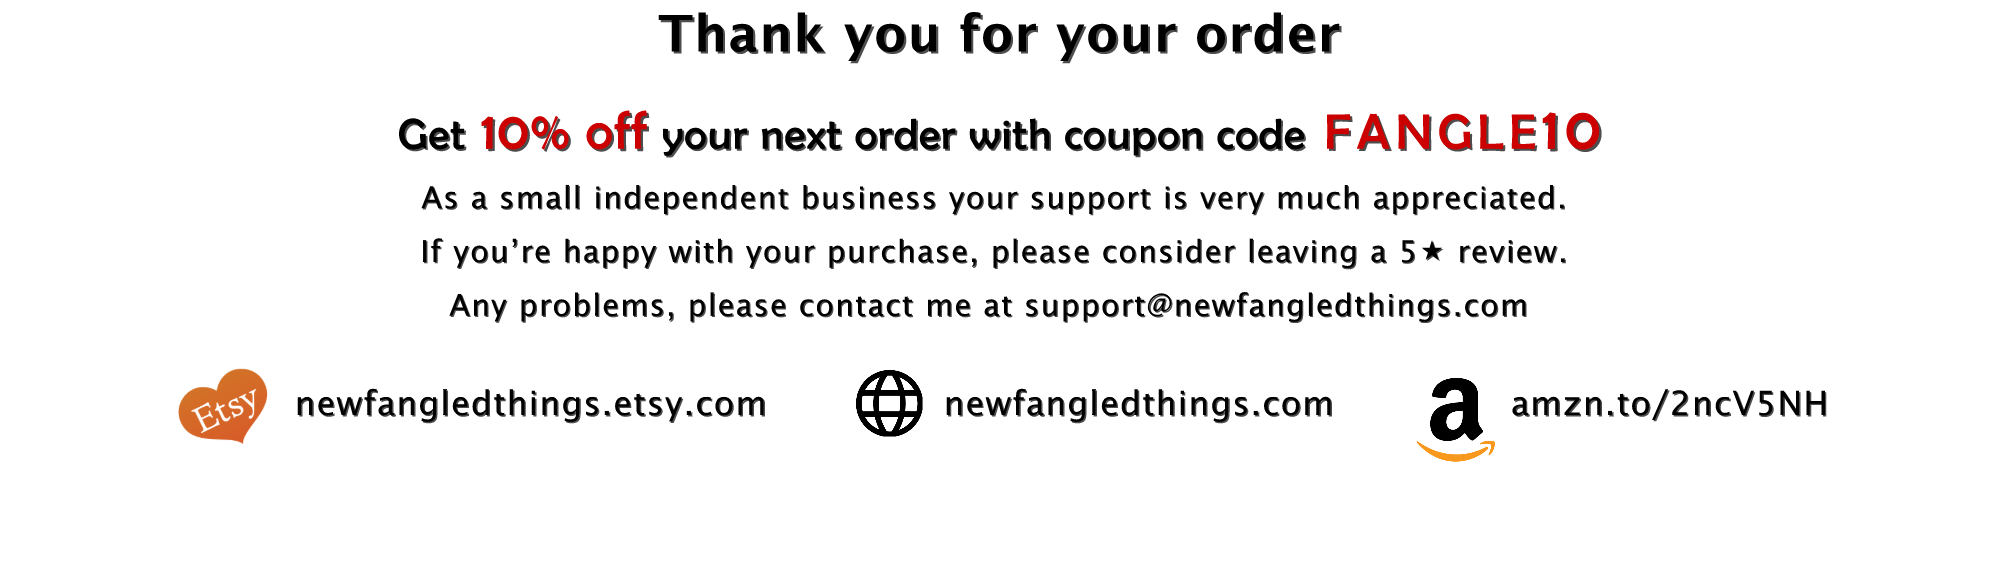 Thank you for your order
Get 10% off your next order with coupon code FANGLE10
As a small independent business your support is very much appreciated.
If you’re happy with your purchase, please consider leaving a 5★ review.
Any problems, please contact me at support@newfangledthings.com
Etsy newfangledthings.etsy.com newfangledthings.com a amzn.to/2ncV5NH